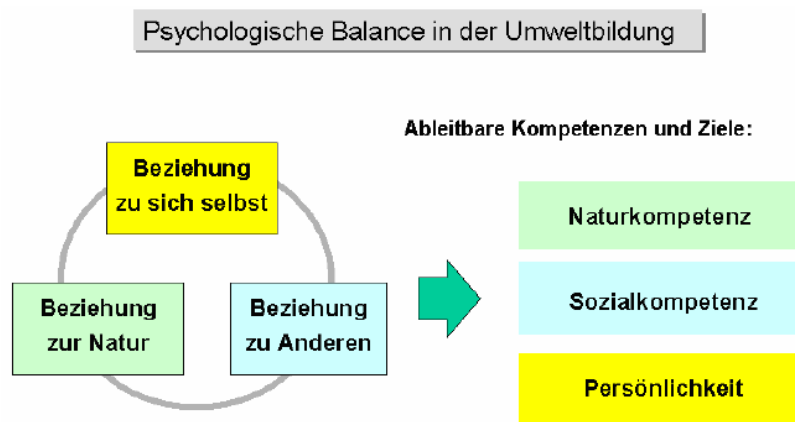 Psychologische Balance in der Umweltbildung
Ableitbare Kompetenzen und Ziele:
Beziehung
zu sich selbst
Beziehung
zur Natur
Beziehung
zu Anderen
Naturkompetenz
Sozialkompetenz
Persönlichkeit